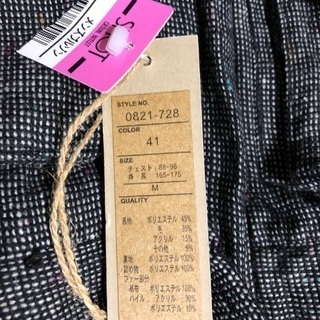 STYLE NO.
0821-728
COLOR
41
SIZE
チェスト:88-96
身 長:165-175
M
QUALITY
表地 ポリエステル 45%
毛 35%
アクリル 15%
その他 5%
裏地 ポリエステル 100%
詰め物 ポリエステル 100%
ファー部分
基布 ポリエステル 100%
パイル アクリル 90%
ポリエステル 10%